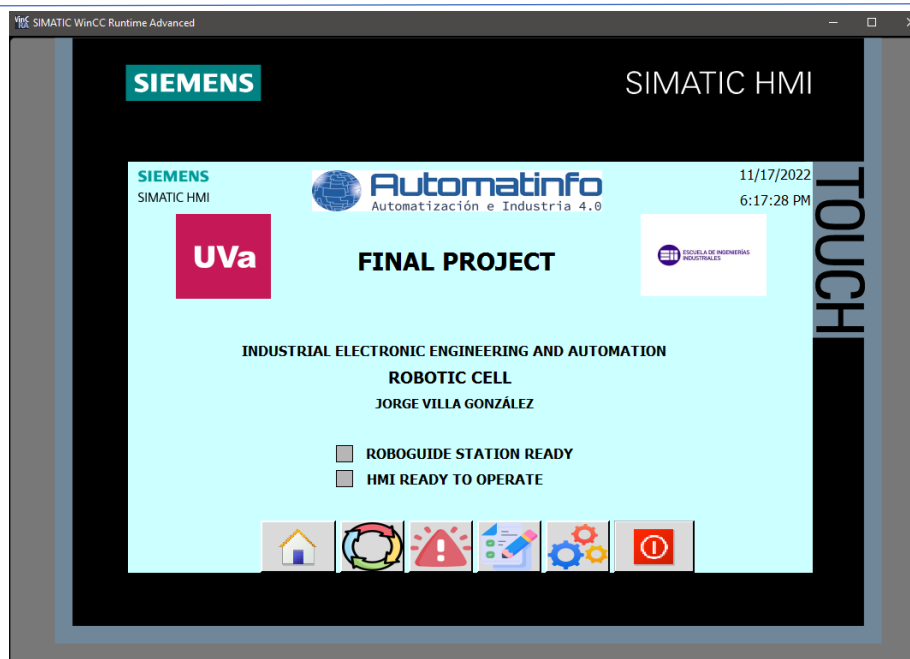 SIMATIC WinCC Runtime Advanced
SIEMENS
SIMATIC HMI
SIEMENS
SIMATIC HMI
Automatinfo
Automatización e Industria 4.0
11/17/2022
6:17:28 PM
TOUCH
UVa
FINAL PROJECT
eii
ESCUELA DE INGENIERÍAS
INDUSTRIALES
INDUSTRIAL ELECTRONIC ENGINEERING AND AUTOMATION
ROBOTIC CELL
JORGE VILLA GONZÁLEZ
ROBOGUIDE STATION READY
HMI READY TO OPERATE